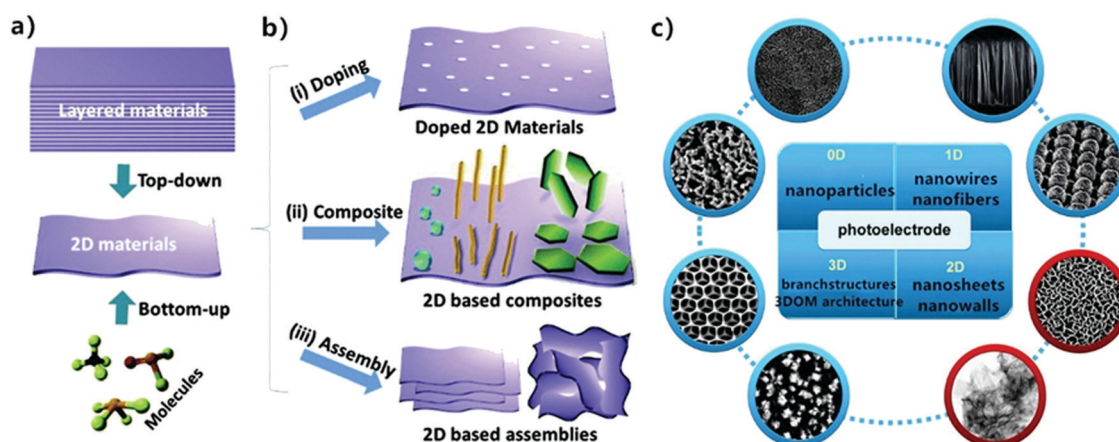 a)
Layered materials
Top-down
2D materials
Bottom-up
Molecules
b)
(i) Doping
Doped 2D Materials
(ii) Composite
2D based composites
(iii) Assembly
2D based assemblies
c)
0D
nanoparticles
1D
nanowires
nanofibers
photoelectrode
3D
branchstructures
3DOM architecture
2D
nanosheets
nanowalls